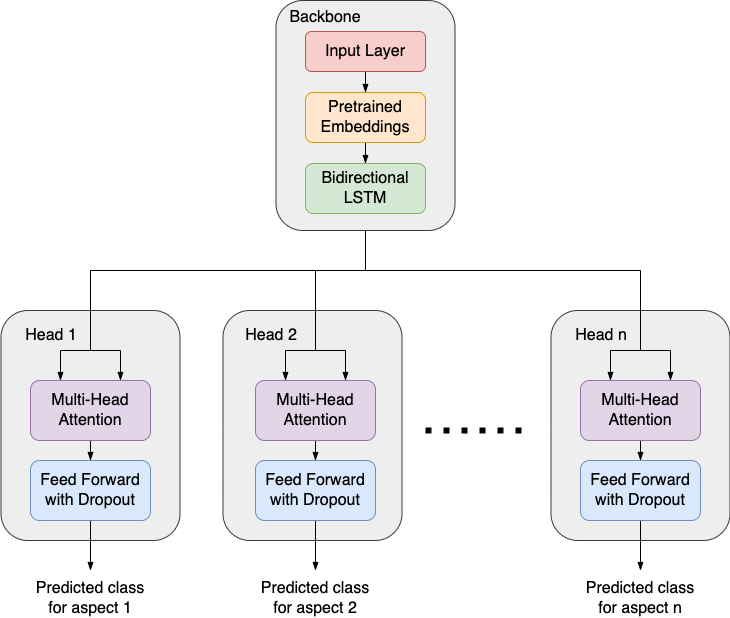 Backbone
Input Layer
Pretrained
Embeddings
Bidirectional
LSTM
Head 1
Multi-Head
Attention
Feed Forward
with Dropout
Predicted class
for aspect 1
Head 2
Multi-Head
Attention
Feed Forward
with Dropout
Predicted class
for aspect 2
Head n
Multi-Head
Attention
Feed Forward
with Dropout
Predicted class
for aspect n